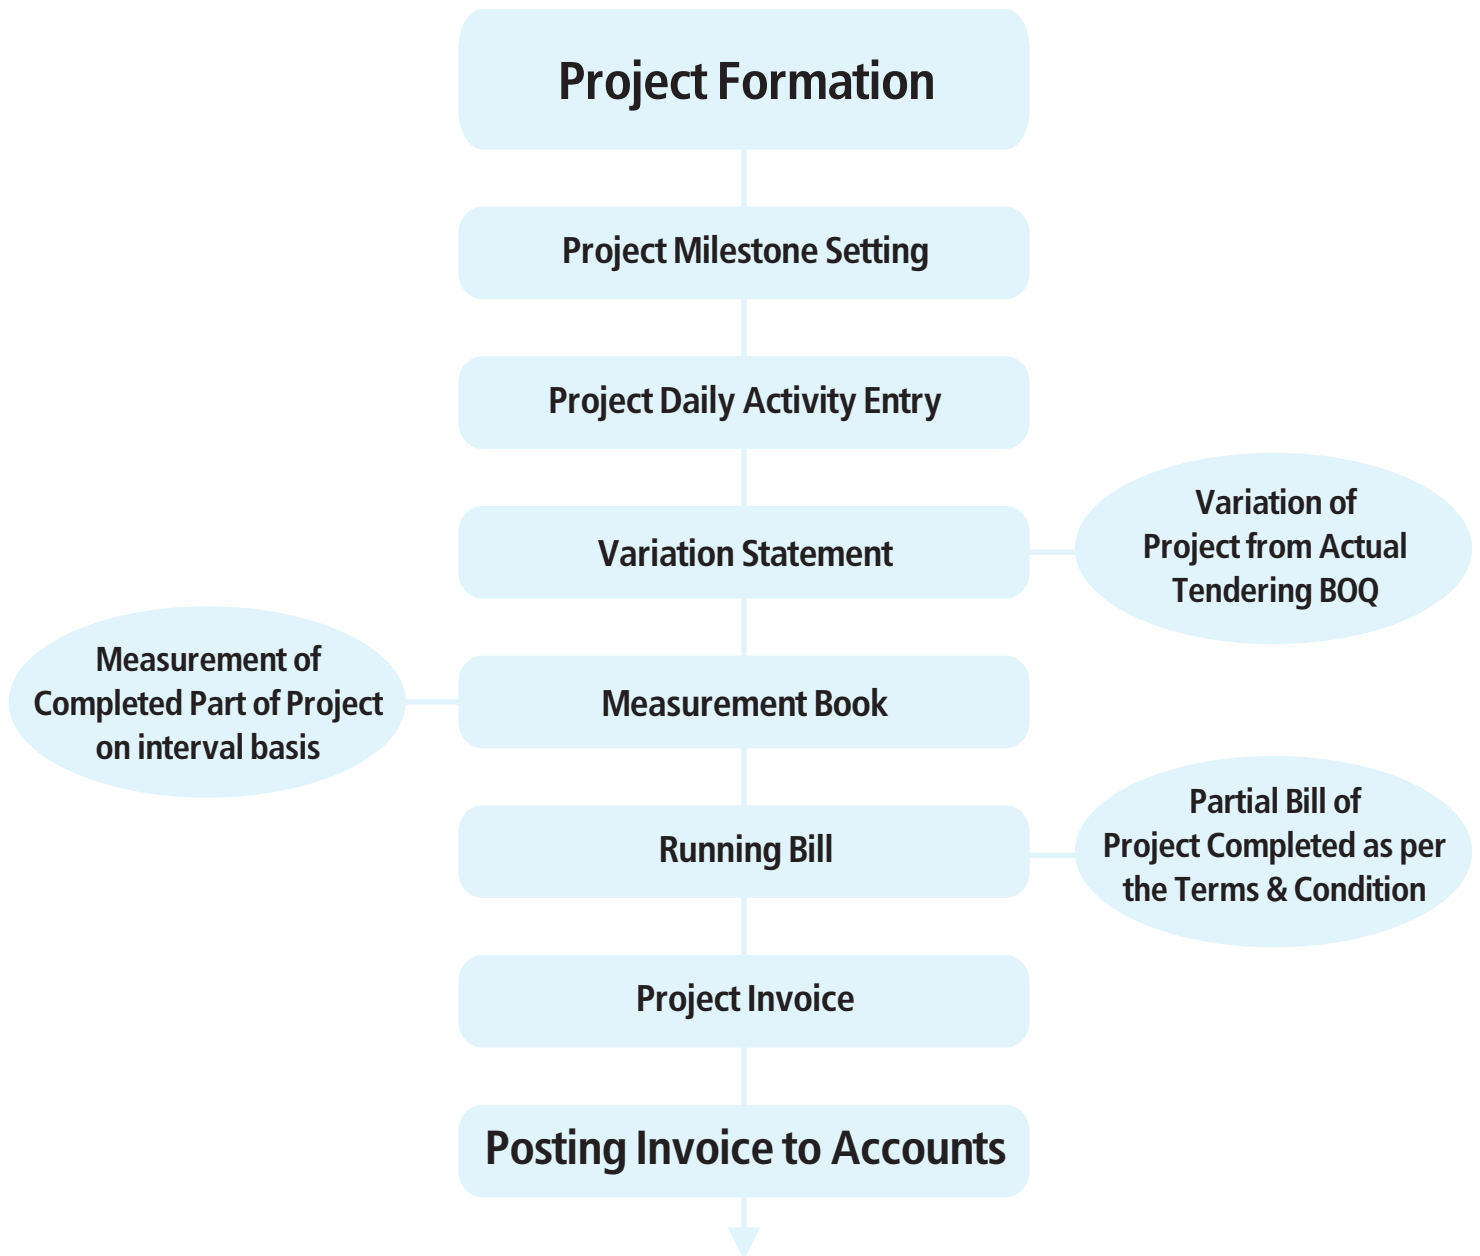 Project Formation
Project Milestone Setting
Project Daily Activity Entry
Variation Statement
Variation of
Project from Actual
Tendering BOQ
Measurement of
Completed Part of Project
on interval basis
Measurement Book
Running Bill
Partial Bill of
Project Completed as per
the Terms & Condition
Project Invoice
Posting Invoice to Accounts